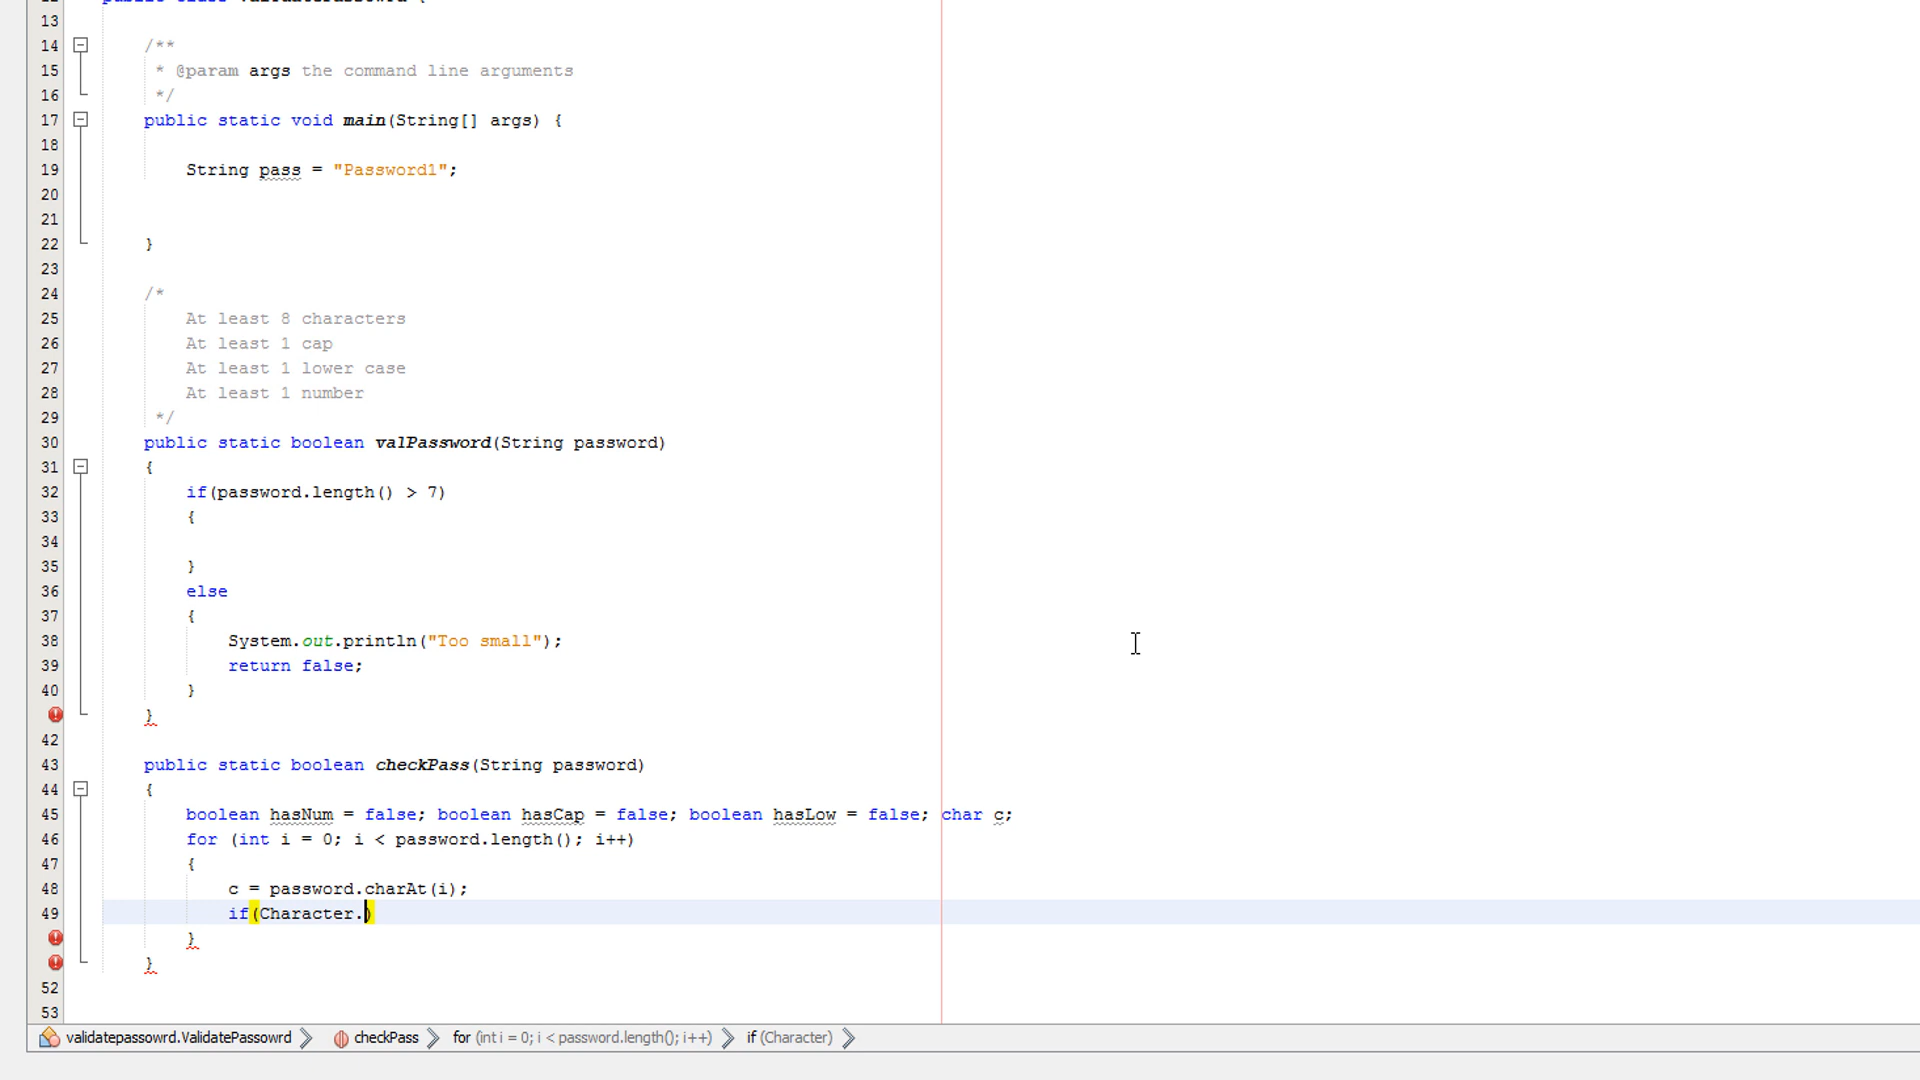 public class ValidatePassowrd {
13
14 /**
15 * @param args the command line arguments
16 */
17 public static void main(String[] args) {
18
19 String pass = "Password1";
20
21
22 }
23
24 /*
25 At least 8 characters
26 At least 1 cap
27 At least 1 lower case
28 At least 1 number
29 */
30 public static boolean valPassword(String password)
31 {
32 if(password.length() > 7)
33 {
34
35 }
36 else
37 {
38 System.out.println("Too small");
39 return false;
40 }
}
42
43 public static boolean checkPass(String password)
44 {
45 boolean hasNum = false; boolean hasCap = false; boolean hasLow = false; char c;
46 for (int i = 0; i < password.length(); i++)
47 {
48 c = password.charAt(i);
49 if(Character.)
}
}
52
53
validatepassowrd.ValidatePassowrd checkPass for (int i = 0; i < password.length(); i++) if (Character)